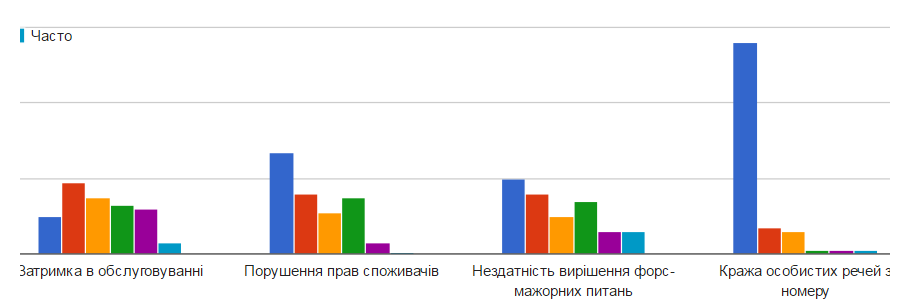 Часто
Затримка в обслуговуванні
Порушення прав споживачів
Нездатність вирішення форс-
мажорних питань
Кража особистих речей з
номеру